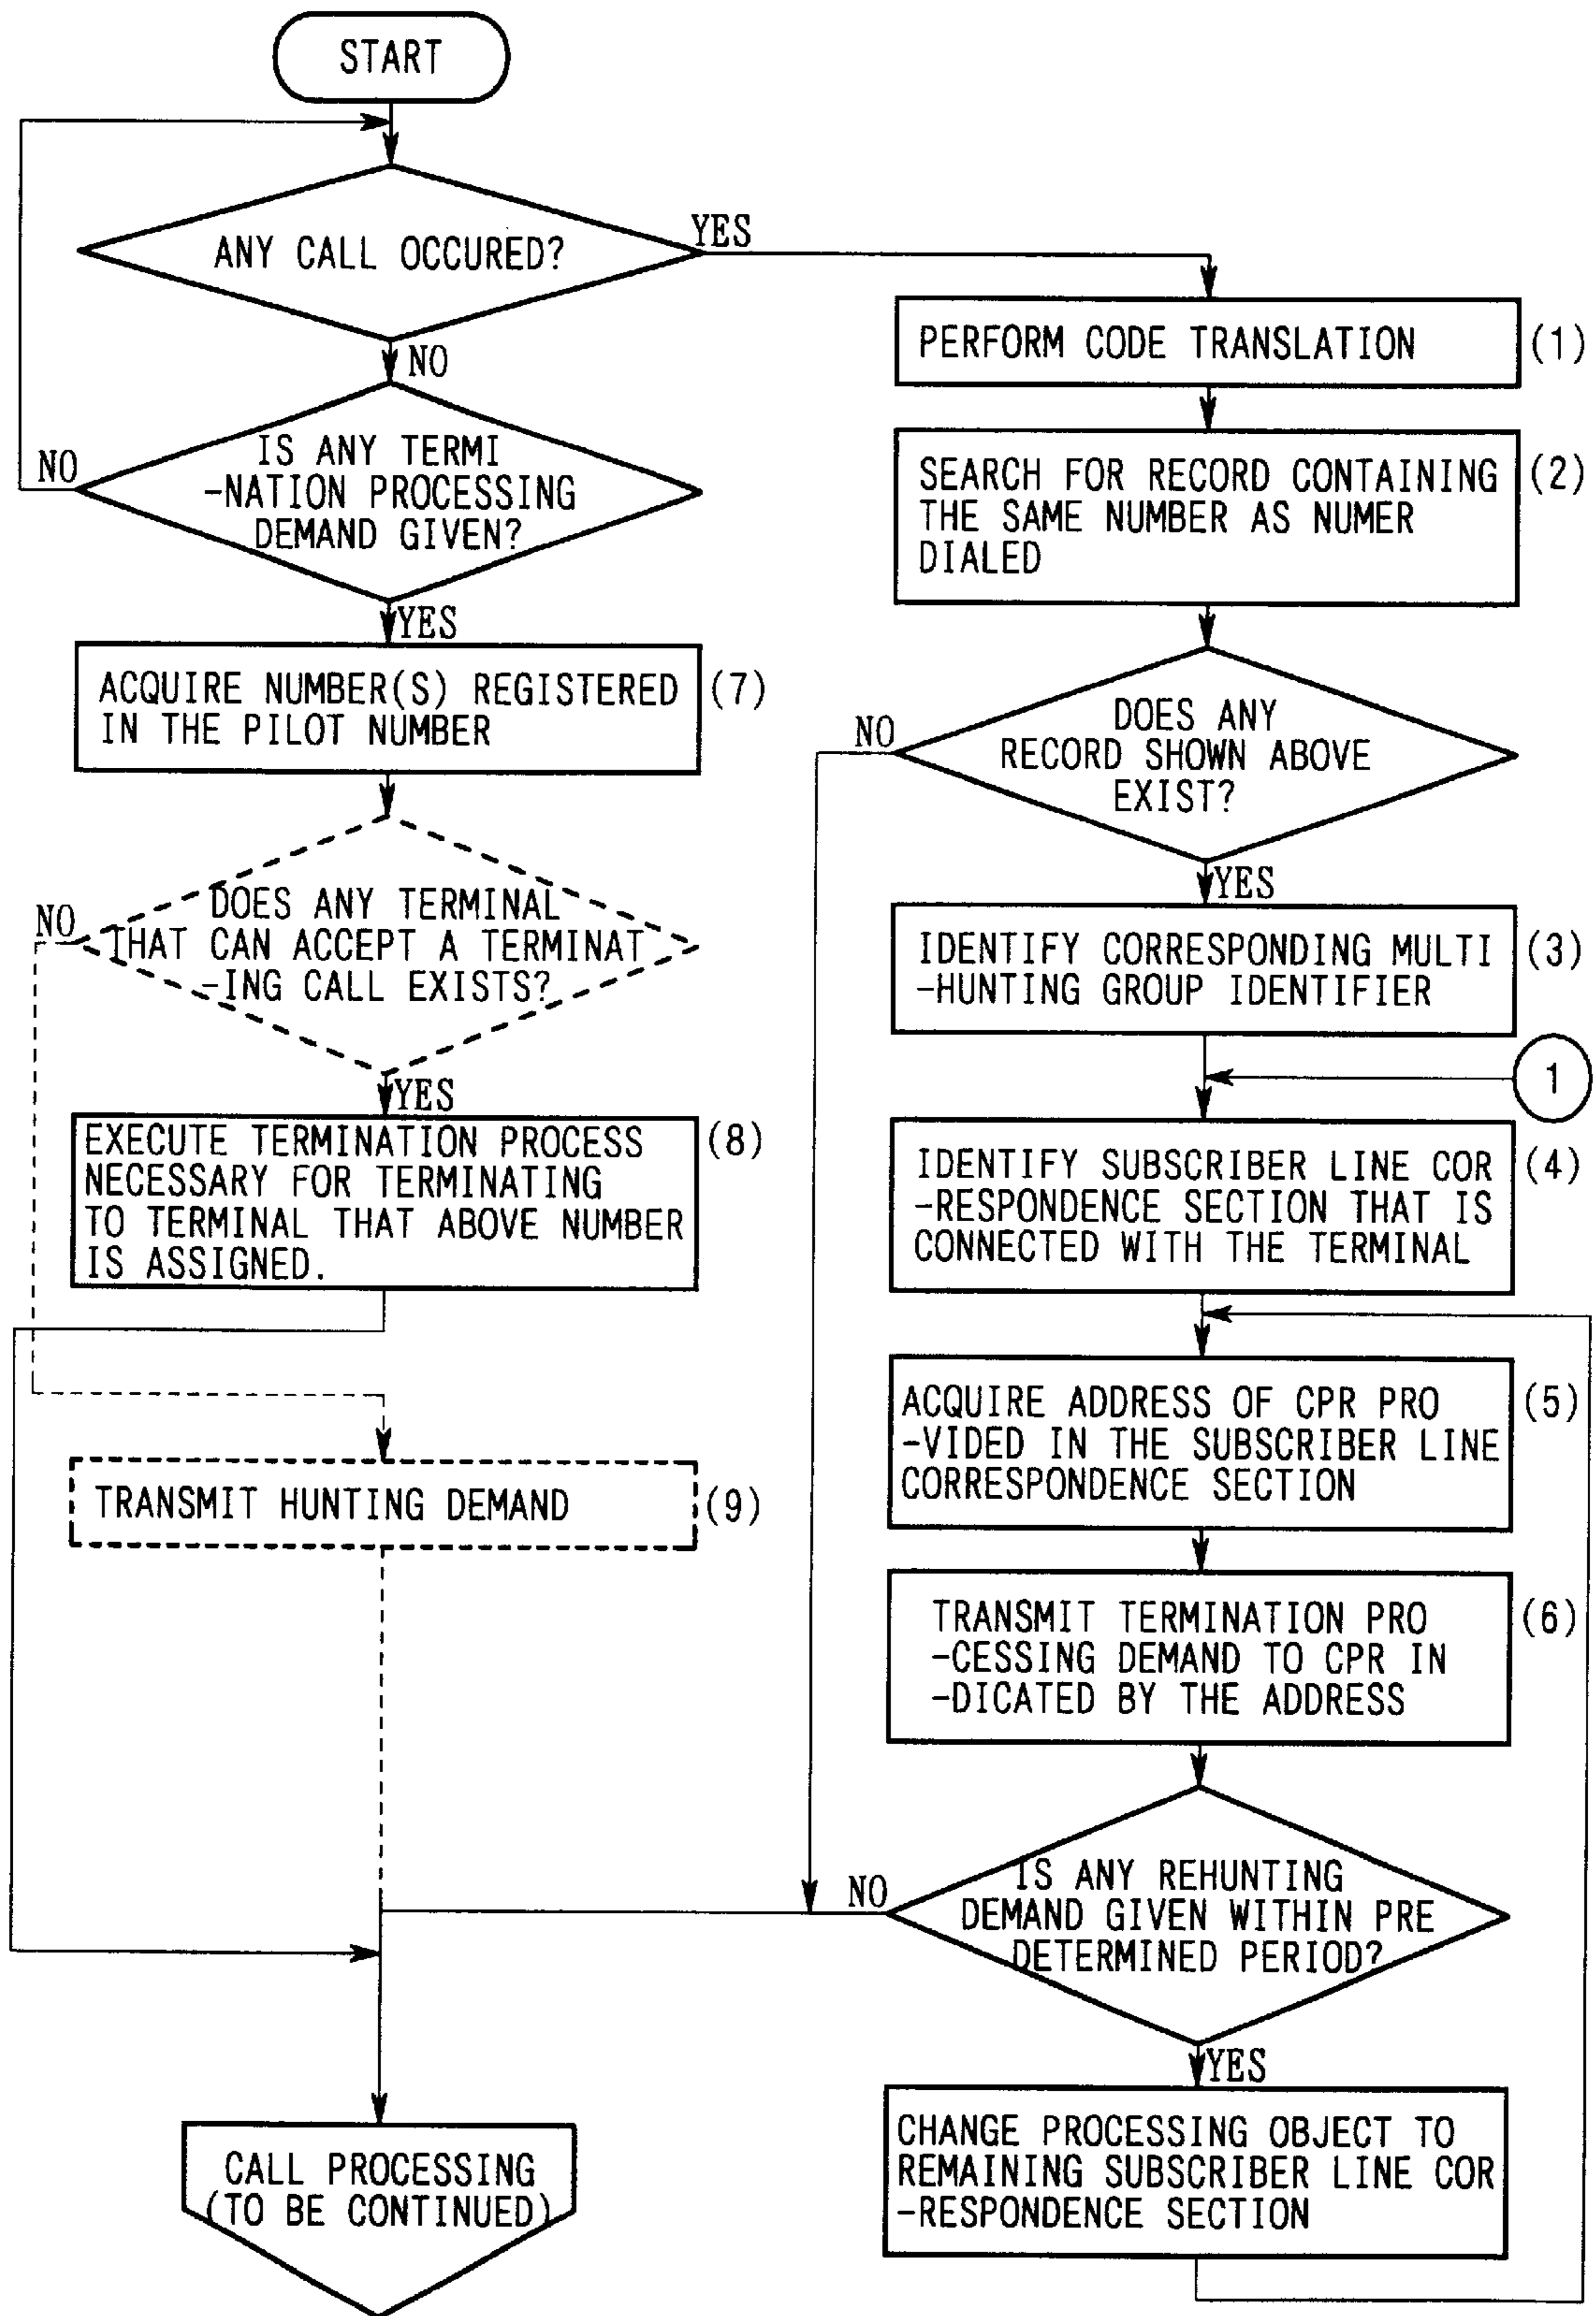 START
ANY CALL OCCURED?
YES
NO
PERFORM CODE TRANSLATION
(1)
IS ANY TERMI
-NATION PROCESSING
DEMAND GIVEN?
NO
YES
SEARCH FOR RECORD CONTAINING
THE SAME NUMBER AS NUMER
DIALED
(2)
ACQUIRE NUMBER(S) REGISTERED
IN THE PILOT NUMBER
(7)
DOES ANY
RECORD SHOWN ABOVE
EXIST?
NO
YES
DOES ANY TERMINAL
THAT CAN ACCEPT A TERMINAT
-ING CALL EXISTS?
NO
YES
IDENTIFY CORRESPONDING MULTI
-HUNTING GROUP IDENTIFIER
(3)
1
EXECUTE TERMINATION PROCESS
NECESSARY FOR TERMINATING
TO TERMINAL THAT ABOVE NUMBER
IS ASSIGNED.
(8)
IDENTIFY SUBSCRIBER LINE COR
-RESPONDENCE SECTION THAT IS
CONNECTED WITH THE TERMINAL
(4)
ACQUIRE ADDRESS OF CPR PRO
-VIDED IN THE SUBSCRIBER LINE
CORRESPONDENCE SECTION
(5)
TRANSMIT HUNTING DEMAND
(9)
TRANSMIT TERMINATION PRO
-CESSING DEMAND TO CPR IN
-DICATED BY THE ADDRESS
(6)
IS ANY REHUNTING
DEMAND GIVEN WITHIN PRE
DETERMINED PERIOD?
NO
YES
CHANGE PROCESSING OBJECT TO
REMAINING SUBSCRIBER LINE COR
-RESPONDENCE SECTION
CALL PROCESSING
(TO BE CONTINUED)